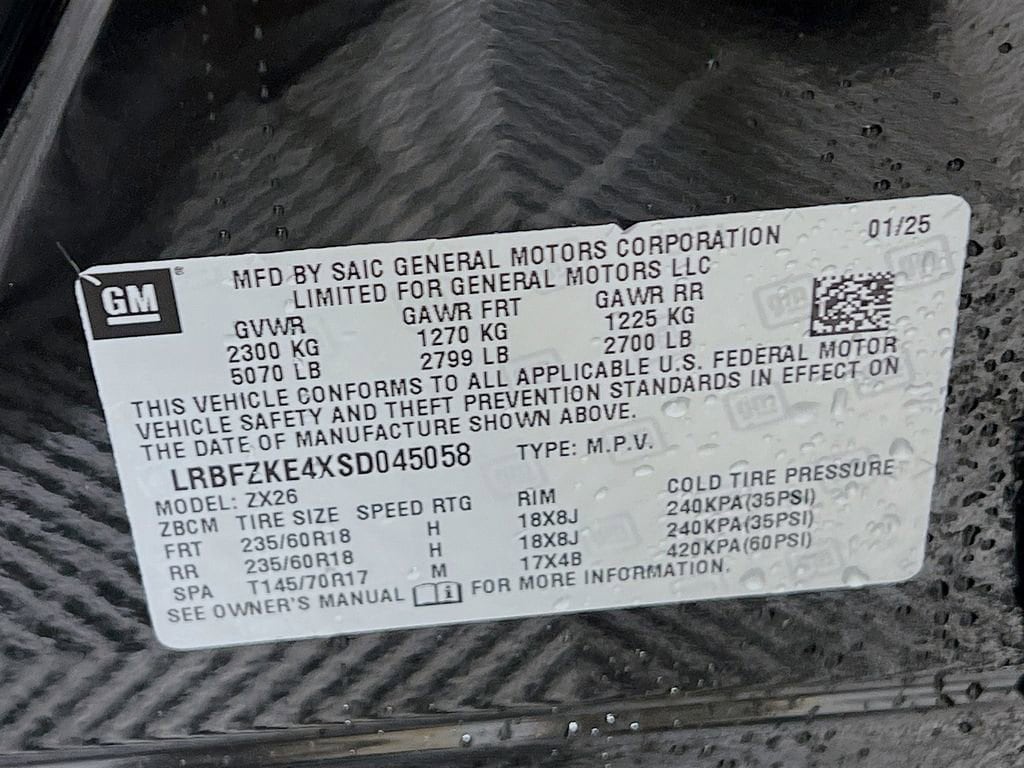 GM
®
MFD BY SAIC GENERAL MOTORS CORPORATION 01/25
LIMITED FOR GENERAL MOTORS LLC
GVWR GAWR FRT GAWR RR
2300 KG 1270 KG 1225 KG
5070 LB 2799 LB 2700 LB
THIS VEHICLE CONFORMS TO ALL APPLICABLE U.S. FEDERAL MOTOR
VEHICLE SAFETY AND THEFT PREVENTION STANDARDS IN EFFECT ON
THE DATE OF MANUFACTURE SHOWN ABOVE.
LRBFZKE4XSD045058 TYPE: M.P.V.
MODEL: ZX26
ZBCM TIRE SIZE SPEED RTG RIM COLD TIRE PRESSURE
FRT 235/60R18 H 18X8J 240KPA(35PSI)
RR 235/60R18 H 18X8J 240KPA(35PSI)
SPA T145/70R17 M 17X4B 420KPA(60PSI)
SEE OWNER'S MANUAL i FOR MORE INFORMATION.